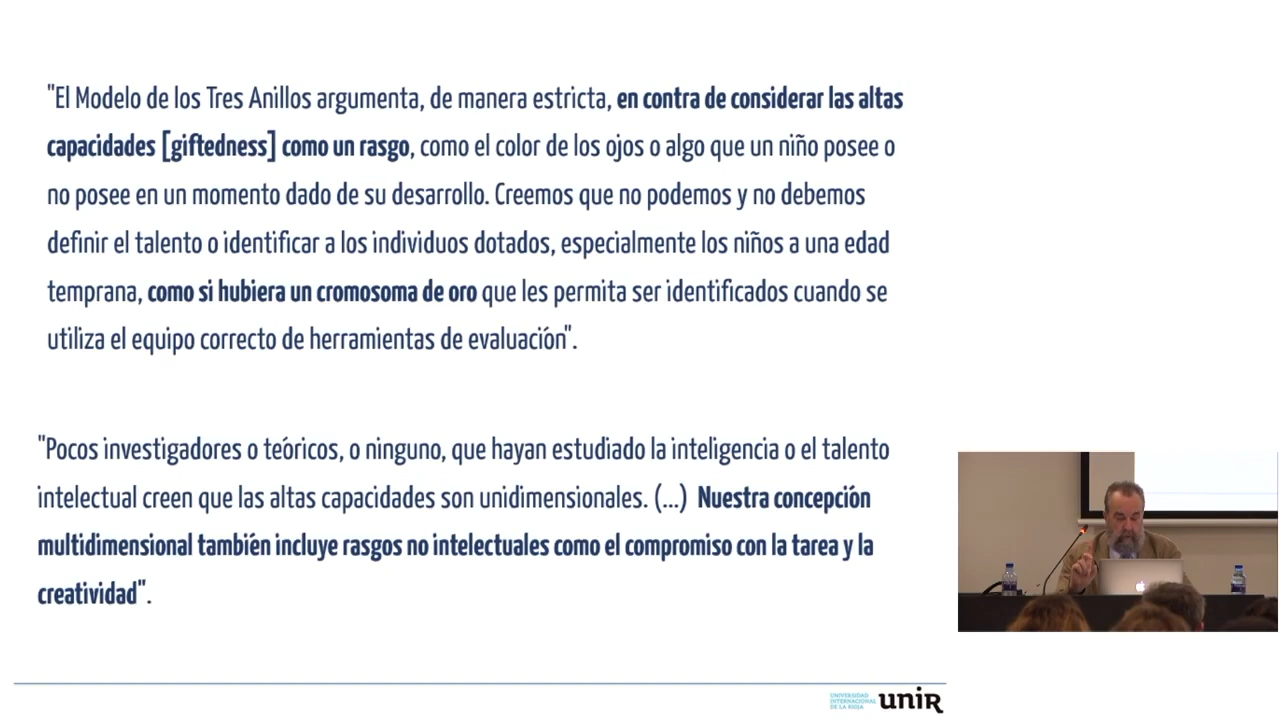 "El Modelo de los Tres Anillos argumenta, de manera estricta, en contra de considerar las altas
capacidades [giftedness] como un rasgo, como el color de los ojos o algo que un niño posee o
no posee en un momento dado de su desarrollo. Creemos que no podemos y no debemos
definir el talento o identificar a los individuos dotados, especialmente los niños a una edad
temprana, como si hubiera un cromosoma de oro que les permita ser identificados cuando se
utiliza el equipo correcto de herramientas de evaluación".
"Pocos investigadores o teóricos, o ninguno, que hayan estudiado la inteligencia o el talento
intelectual creen que las altas capacidades son unidimensionales. (...) Nuestra concepción
multidimensional también incluye rasgos no intelectuales como el compromiso con la tarea y la
creatividad".
UNIVERSIDAD
INTERNACIONAL
DE LA RIOJA
unir